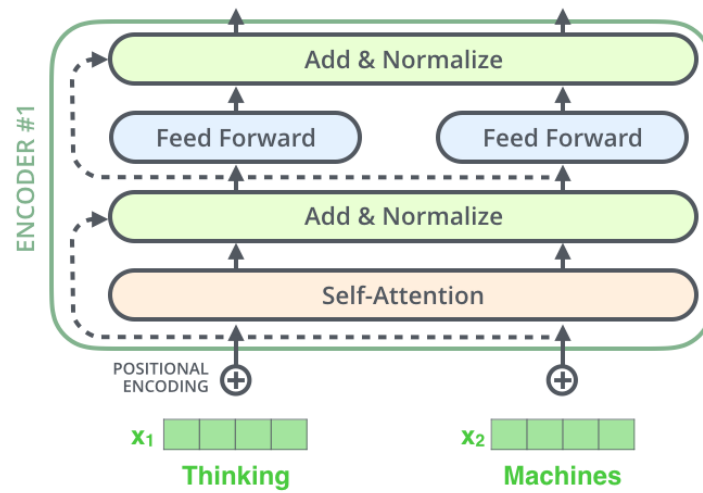 ENCODER #1
Add & Normalize
Feed Forward
Feed Forward
Add & Normalize
Self-Attention
POSITIONAL
ENCODING
x₁
x₂
Thinking
Machines